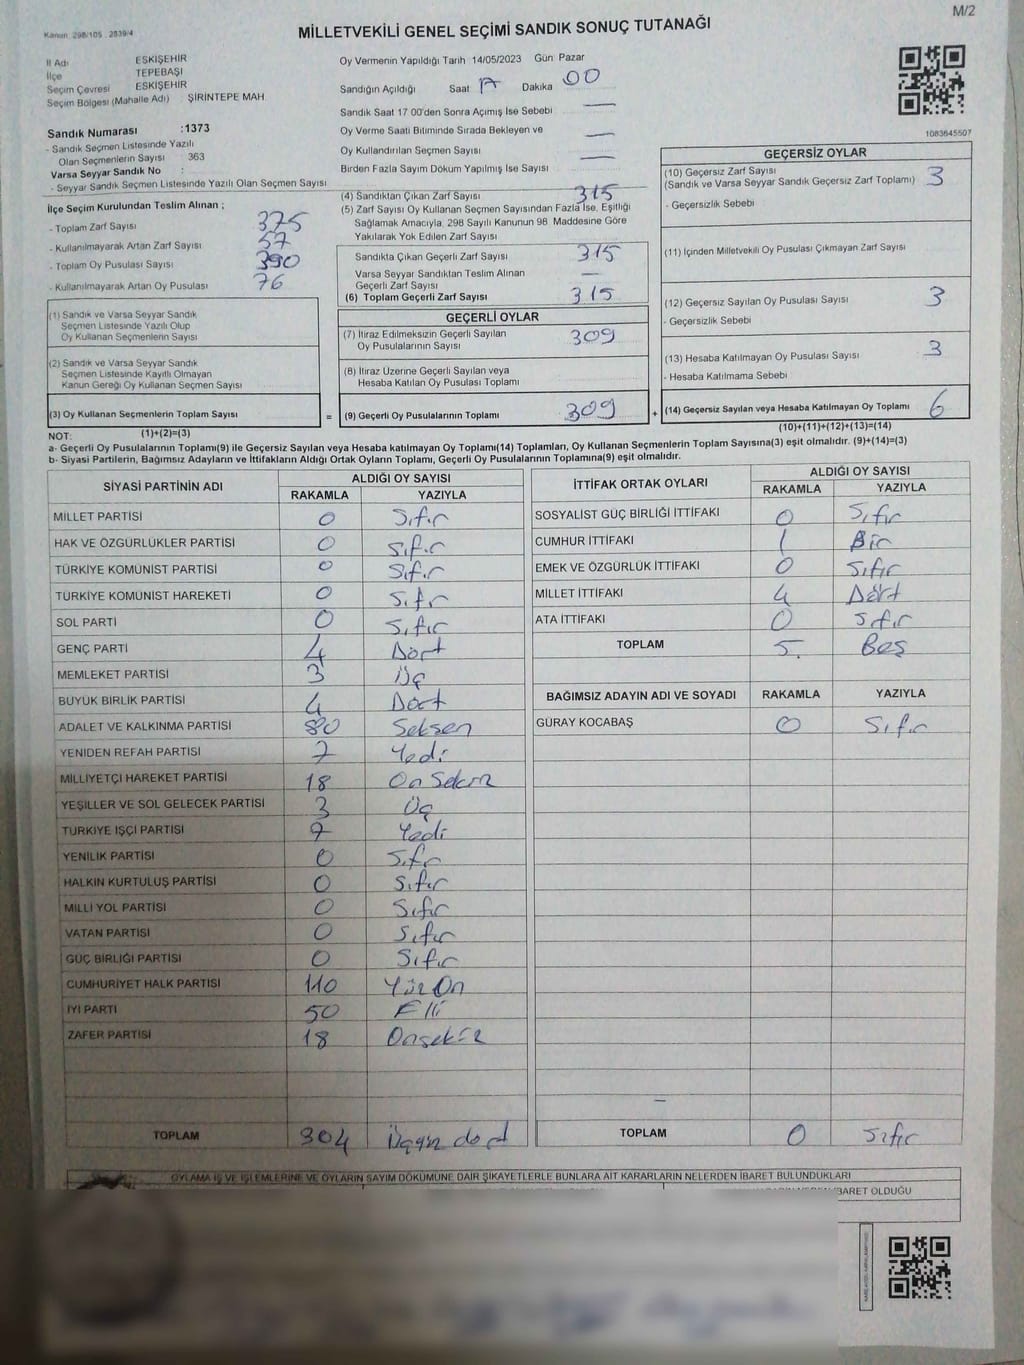 M/2
Kanun 298/105 2839/4
MİLLETVEKİLİ GENEL SEÇİMİ SANDIK SONUÇ TUTANAĞI
İl Adı ESKİŞEHİR
İlçe TEPEBAŞI
Seçim Çevresi ESKİŞEHİR
Seçim Bölgesi (Mahalle Adı) ŞİRİNTEPE MAH
Sandık Numarası :1373
- Sandık Seçmen Listesinde Yazılı
Olan Seçmenlerin Sayısı : 363
Varsa Seyyar Sandık No :
- Seyyar Sandık Seçmen Listesinde Yazılı Olan Seçmen Sayısı
İlçe Seçim Kurulundan Teslim Alınan ;
- Toplam Zarf Sayısı 375
- Kullanılmayarak Artan Zarf Sayısı 57
- Toplam Oy Pusulası Sayısı 390
- Kullanılmayarak Artan Oy Pusulası 76
(1) Sandık ve Varsa Seyyar Sandık
Seçmen Listesinde Yazılı Olup
Oy Kullanan Seçmenlerin Sayısı
(2) Sandık ve Varsa Seyyar Sandık
Seçmen Listesinde Kayıtlı Olmayan
Kanun Gereği Oy Kullanan Seçmen Sayısı
(3) Oy Kullanan Seçmenlerin Toplam Sayısı
Oy Vermenin Yapıldığı Tarih 14/05/2023 Gün Pazar
Sandığın Açıldığı Saat 17 Dakika 00
Sandık Saat 17 00'den Sonra Açımış İse Sebebi —
Oy Verme Saati Bitiminde Sırada Bekleyen ve
Oy Kullandırılan Seçmen Sayısı —
Birden Fazla Sayım Döküm Yapılmış İse Sayısı —
(4) Sandıktan Çıkan Zarf Sayısı 315
(5) Zarf Sayısı Oy Kullanan Seçmen Sayısından Fazla İse, Eşitliği
Sağlamak Amacıyla, 298 Sayılı Kanunun 98 Maddesine Göre
Yakılarak Yok Edilen Zarf Sayısı
Sandıkta Çıkan Geçerli Zarf Sayısı 315
Varsa Seyyar Sandıktan Teslim Alınan
Geçerli Zarf Sayısı —
(6) Toplam Geçerli Zarf Sayısı 315
GEÇERLİ OYLAR
(7) İtiraz Edilmeksizin Geçerli Sayılan
Oy Pusulalarının Sayısı 309
(8) İtiraz Üzerine Geçerli Sayılan veya
Hesaba Katılan Oy Pusulası Toplamı
= (9) Geçerli Oy Pusulalarının Toplamı 309
1083645507
GEÇERSİZ OYLAR
(10) Geçersiz Zarf Sayısı
(Sandık ve Varsa Seyyar Sandık Geçersiz Zarf Toplamı) 3
- Geçersizlik Sebebi
(11) İçinden Milletvekili Oy Pusulası Çıkmayan Zarf Sayısı
(12) Geçersiz Sayılan Oy Pusulası Sayısı 3
- Geçersizlik Sebebi
(13) Hesaba Katılmayan Oy Pusulası Sayısı 3
- Hesaba Katılmama Sebebi
+ (14) Geçersiz Sayılan veya Hesaba Katılmayan Oy Toplamı 6
NOT: (1)+(2)=(3) (10)+(11)+(12)+(13)=(14)
a- Geçerli Oy Pusulalarının Toplamı(9) ile Geçersiz Sayılan veya Hesaba katılmayan Oy Toplamı(14) Toplamları, Oy Kullanan Seçmenlerin Toplam Sayısına(3) eşit olmalıdır. (9)+(14)=(3)
b- Siyasi Partilerin, Bağımsız Adayların ve İttifakların Aldığı Ortak Oyların Toplamı, Geçerli Oy Pusulalarının Toplamına(9) eşit olmalıdır.
SİYASİ PARTİNİN ADI ALDIĞI OY SAYISI
RAKAMLA YAZIYLA
MİLLET PARTİSİ 0 Sıfır
HAK VE ÖZGÜRLÜKLER PARTİSİ 0 Sıfır
TÜRKİYE KOMÜNİST PARTİSİ 0 Sıfır
TÜRKİYE KOMÜNİST HAREKETİ 0 Sıfır
SOL PARTİ 0 Sıfır
GENÇ PARTİ 4 Dört
MEMLEKET PARTİSİ 3 Üç
BÜYÜK BİRLİK PARTİSİ 4 Dört
ADALET VE KALKINMA PARTİSİ 80 Seksen
YENİDEN REFAH PARTİSİ 7 Yedi
MİLLİYETÇİ HAREKET PARTİSİ 18 On Sekiz
YEŞİLLER VE SOL GELECEK PARTİSİ 3 Üç
TÜRKİYE İŞÇİ PARTİSİ 7 Yedi
YENİLİK PARTİSİ 0 Sıfır
HALKIN KURTULUŞ PARTİSİ 0 Sıfır
MİLLİ YOL PARTİSİ 0 Sıfır
VATAN PARTİSİ 0 Sıfır
GÜÇ BİRLİĞİ PARTİSİ 0 Sıfır
CUMHURİYET HALK PARTİSİ 110 Yüz On
İYİ PARTİ 50 Elli
ZAFER PARTİSİ 18 Onsekiz
TOPLAM 304 Üçyüz dört
İTTİFAK ORTAK OYLARI ALDIĞI OY SAYISI
RAKAMLA YAZIYLA
SOSYALİST GÜÇ BİRLİĞİ İTTİFAKI 0 Sıfır
CUMHUR İTTİFAKI 1 Bir
EMEK VE ÖZGÜRLÜK İTTİFAKI 0 Sıfır
MİLLET İTTİFAKI 4 Dört
ATA İTTİFAKI 0 Sıfır
TOPLAM 5 Beş
BAĞIMSIZ ADAYIN ADI VE SOYADI RAKAMLA YAZIYLA
GÜRAY KOCABAŞ 0 Sıfır
TOPLAM 0 Sıfır
OYLAMA İŞ VE İŞLEMLERİNE VE OYLARIN SAYIM DÖKÜMÜNE DAİR ŞİKAYETLERLE BUNLARA AİT KARARLARIN NELERDEN İBARET BULUNDUKLARI
İBARET OLDUĞU